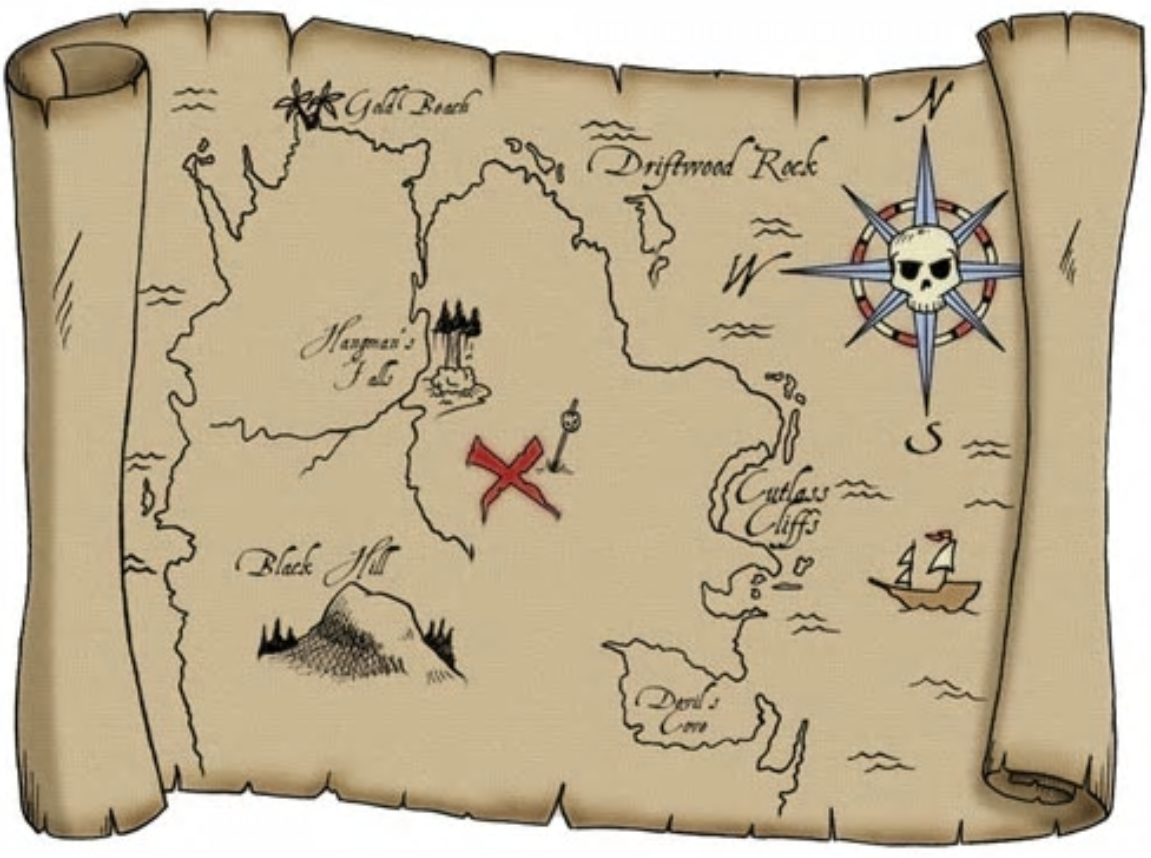 Gold Beach
N
Driftwood Rock
W
Hangman's
Falls
S
Cutlass
Cliffs
Black Hill
Devil's
Cove